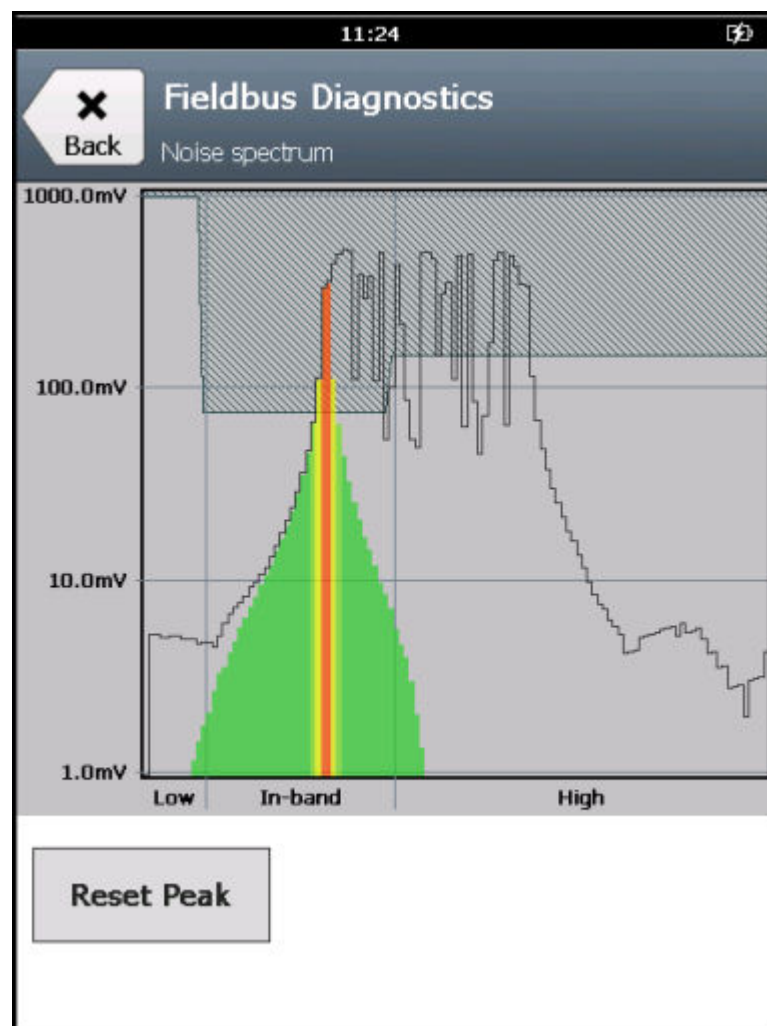 11:24
Fieldbus Diagnostics
Back
Noise spectrum
1000.0mV
100.0mV
10.0mV
1.0mV
Low In-band High
Reset Peak